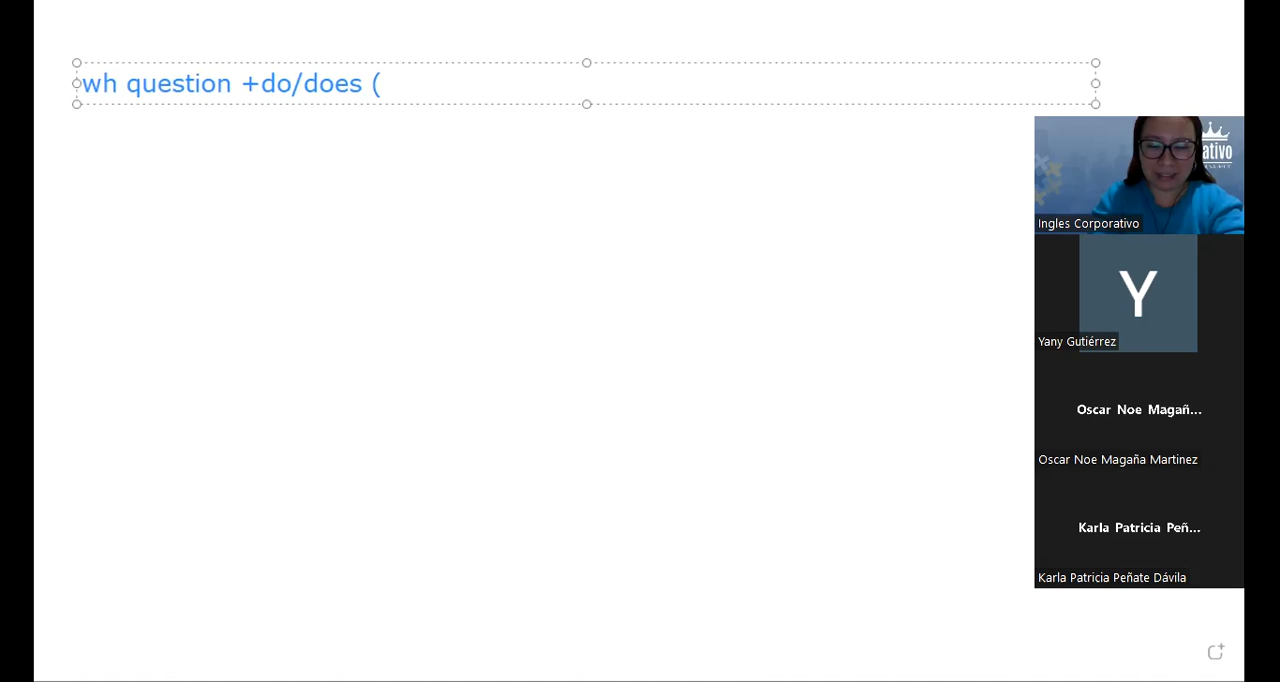 wh question +do/does (
ativo
Ingles Corporativo
Y
Yany Gutiérrez
Oscar Noe Magañ...
Oscar Noe Magaña Martinez
Karla Patricia Peñ...
Karla Patricia Peñate Dávila